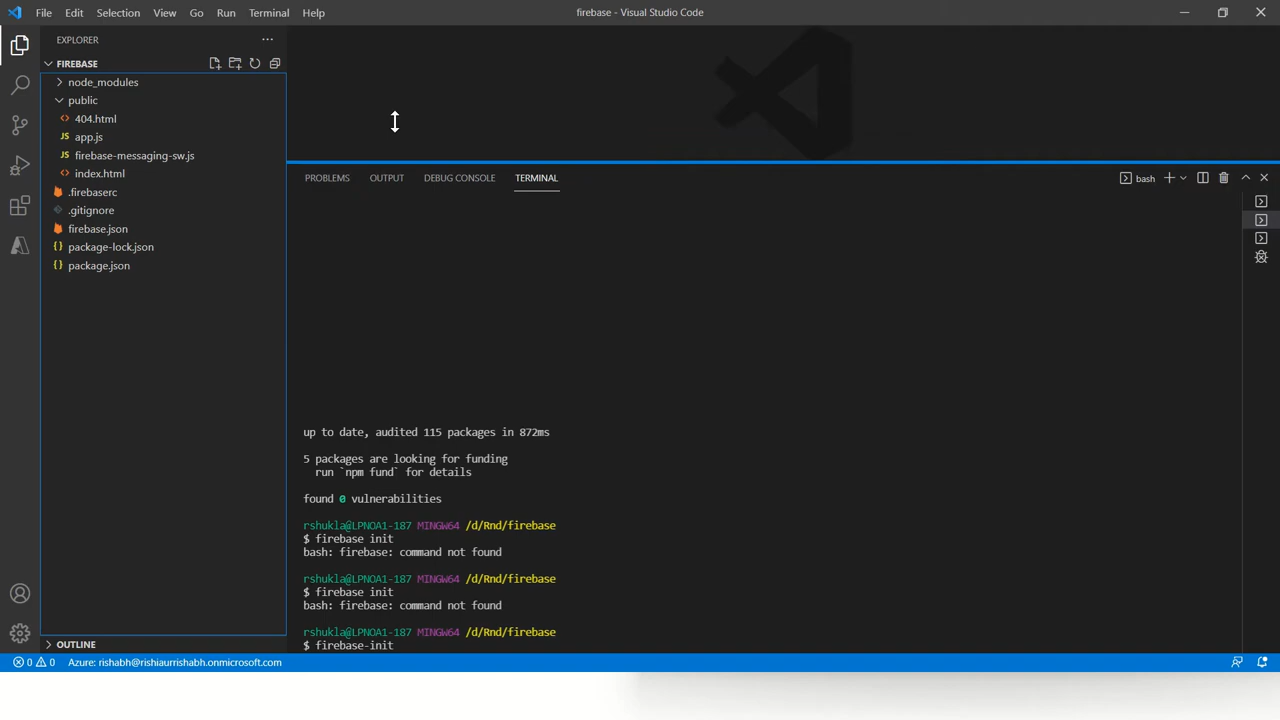 File Edit Selection View Go Run Terminal Help
firebase - Visual Studio Code
EXPLORER
FIREBASE
node_modules
public
404.html
JS app.js
JS firebase-messaging-sw.js
index.html
.firebaserc
.gitignore
firebase.json
{} package-lock.json
{} package.json
OUTLINE
PROBLEMS OUTPUT DEBUG CONSOLE TERMINAL
bash
up to date, audited 115 packages in 872ms
5 packages are looking for funding
run `npm fund` for details
found 0 vulnerabilities
rshukla@LPNOA1-187 MINGW64 /d/Rnd/firebase
$ firebase init
bash: firebase: command not found
rshukla@LPNOA1-187 MINGW64 /d/Rnd/firebase
$ firebase init
bash: firebase: command not found
rshukla@LPNOA1-187 MINGW64 /d/Rnd/firebase
$ firebase-init
0 0 Azure: rishabh@rishiaurrishabh.onmicrosoft.com